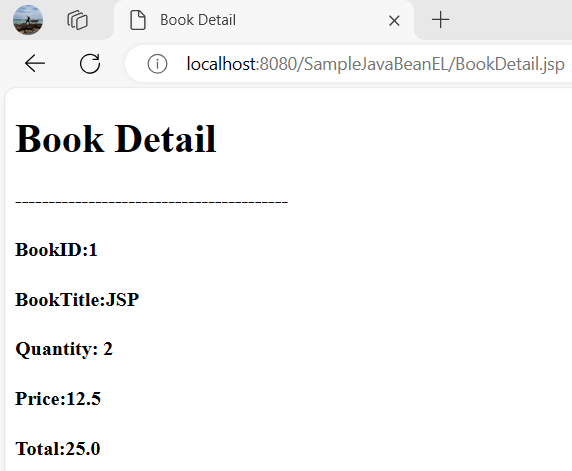 Book Detail
localhost:8080/SampleJavaBeanEL/BookDetail.jsp
Book Detail
-----------------------------------------
BookID:1
BookTitle:JSP
Quantity: 2
Price:12.5
Total:25.0